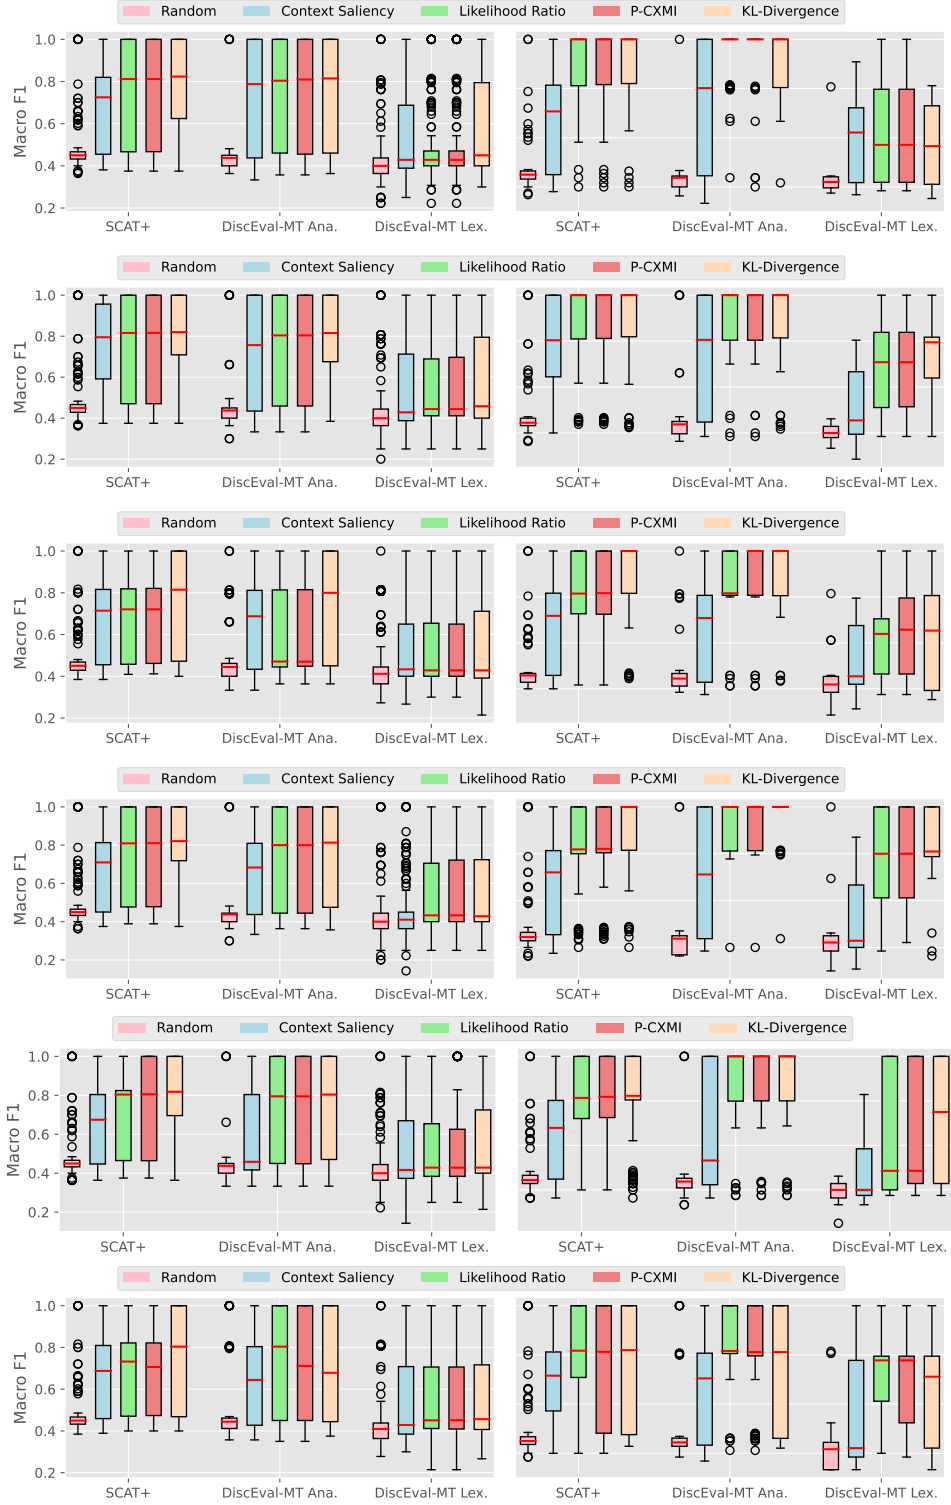 Random Context Saliency Likelihood Ratio P-CXMI KL-Divergence
Macro F1
1.0
0.8
0.6
0.4
0.2
SCAT+ DiscEval-MT Ana. DiscEval-MT Lex. SCAT+ DiscEval-MT Ana. DiscEval-MT Lex.
Random Context Saliency Likelihood Ratio P-CXMI KL-Divergence
Macro F1
1.0
0.8
0.6
0.4
0.2
SCAT+ DiscEval-MT Ana. DiscEval-MT Lex. SCAT+ DiscEval-MT Ana. DiscEval-MT Lex.
Random Context Saliency Likelihood Ratio P-CXMI KL-Divergence
Macro F1
1.0
0.8
0.6
0.4
0.2
SCAT+ DiscEval-MT Ana. DiscEval-MT Lex. SCAT+ DiscEval-MT Ana. DiscEval-MT Lex.
Random Context Saliency Likelihood Ratio P-CXMI KL-Divergence
Macro F1
1.0
0.8
0.6
0.4
0.2
SCAT+ DiscEval-MT Ana. DiscEval-MT Lex. SCAT+ DiscEval-MT Ana. DiscEval-MT Lex.
Random Context Saliency Likelihood Ratio P-CXMI KL-Divergence
Macro F1
1.0
0.8
0.6
0.4
0.2
SCAT+ DiscEval-MT Ana. DiscEval-MT Lex. SCAT+ DiscEval-MT Ana. DiscEval-MT Lex.
Random Context Saliency Likelihood Ratio P-CXMI KL-Divergence
Macro F1
1.0
0.8
0.6
0.4
0.2
SCAT+ DiscEval-MT Ana. DiscEval-MT Lex. SCAT+ DiscEval-MT Ana. DiscEval-MT Lex.